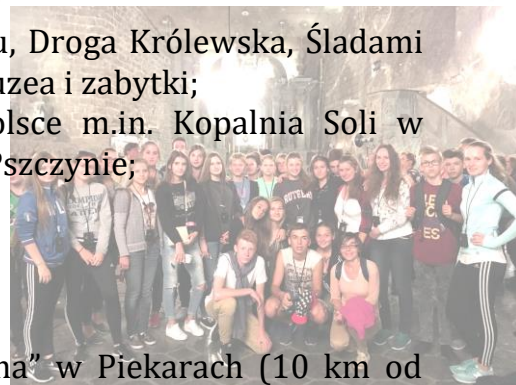 u, Droga Królewska, Śladami
uzea i zabytki;
olsce m.in. Kopalnia Soli w
Pszczynie;
na” w Piekarach (10 km od